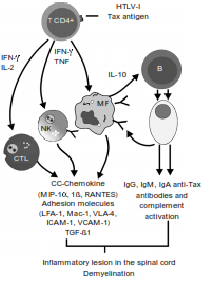 HTLV-I
Tax antigen
T CD4+
IFN-γ
IL-2
IFN-γ
TNF
IL-10
B
MF
NK
CTL
CC-Chemokine
(MIP-1α, 1ß, RANTES)
Adhesion molecules
(LFA-1, Mac-1, VLA-4,
ICAM-1, VCAM-1)
TGF-ß1
IgG, IgM, IgA anti-Tax
antibodies and
complement
activation
Inflammatory lesion in the spinal cord
Demyelination